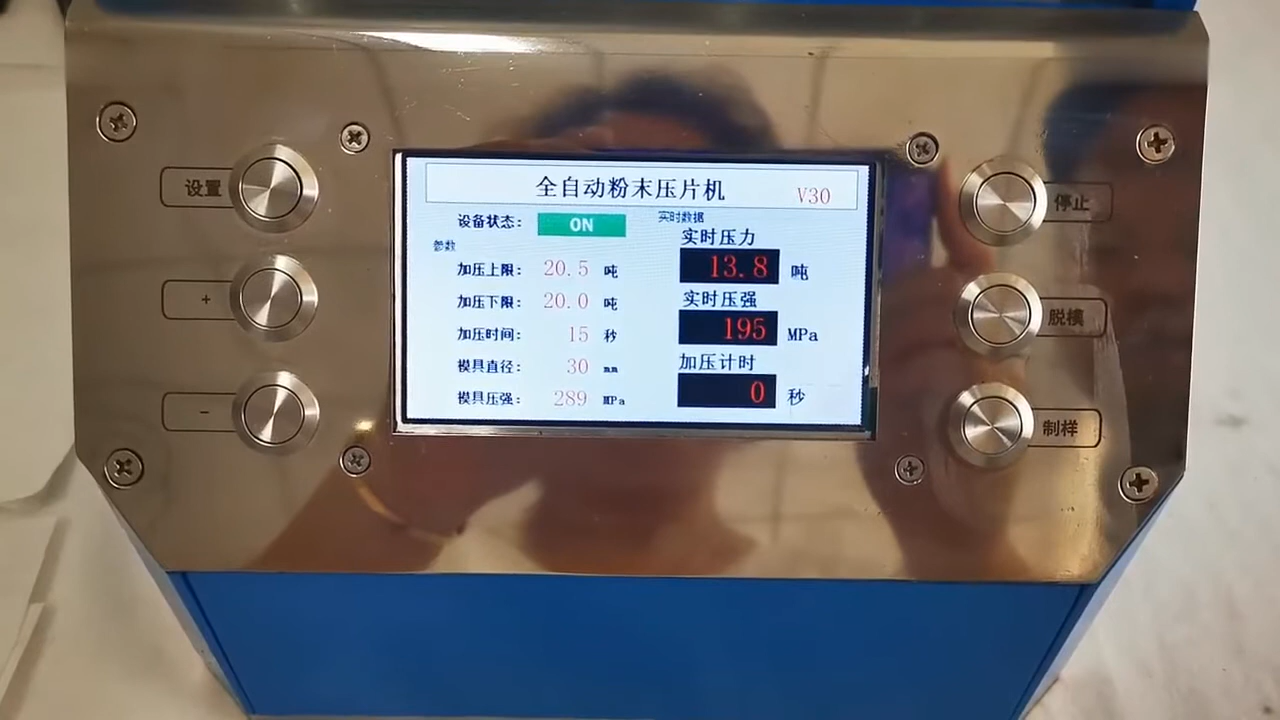 全自动粉末压片机 V30
设备状态: ON
参数
加压上限: 20.5 吨
加压下限: 20.0 吨
加压时间: 15 秒
模具直径: 30 mm
模具压强: 289 MPa
实时数据
实时压力
13.8 吨
实时压强
195 MPa
加压计时
0 秒
设置
+
-
停止
脱模
制样